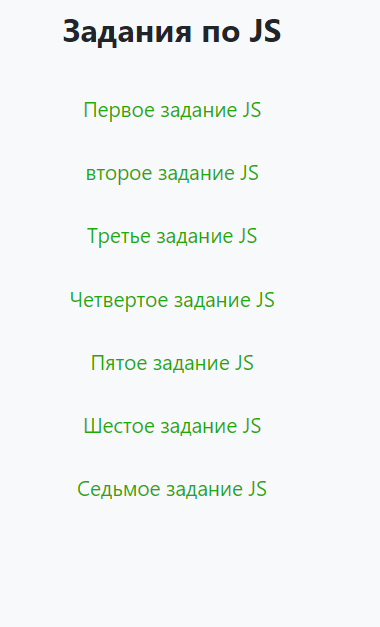 Задания по JS
Первое задание JS
второе задание JS
Третье задание JS
Четвертое задание JS
Пятое задание JS
Шестое задание JS
Седьмое задание JS